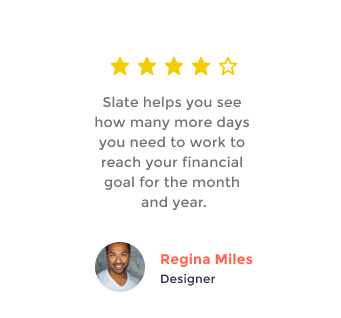 Slate helps you see
how many more days
you need to work to
reach your financial
goal for the month
and year.
Regina Miles
Designer